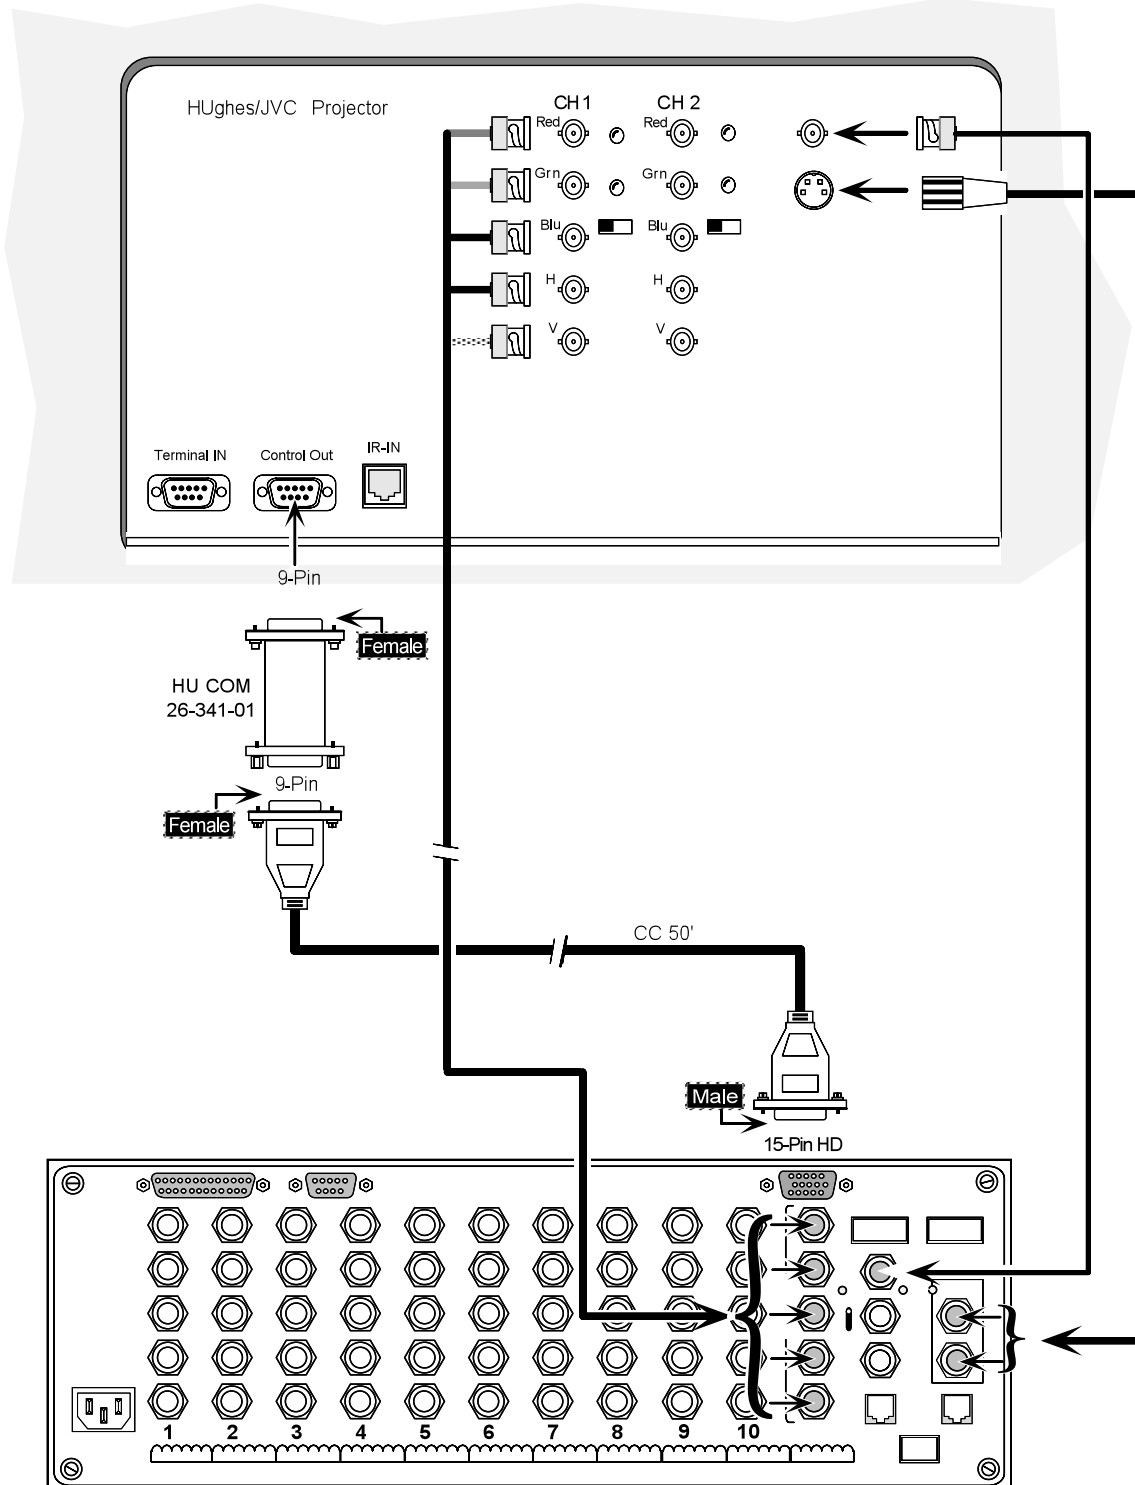 HUghes/JVC Projector
CH 1
CH 2
Red
Red
Grn
Grn
Blu
Blu
H
H
V
V
Terminal IN
Control Out
IR-IN
9-Pin
Female
HU COM
26-341-01
9-Pin
Female
CC 50'
Male
15-Pin HD
1 2 3 4 5 6 7 8 9 10